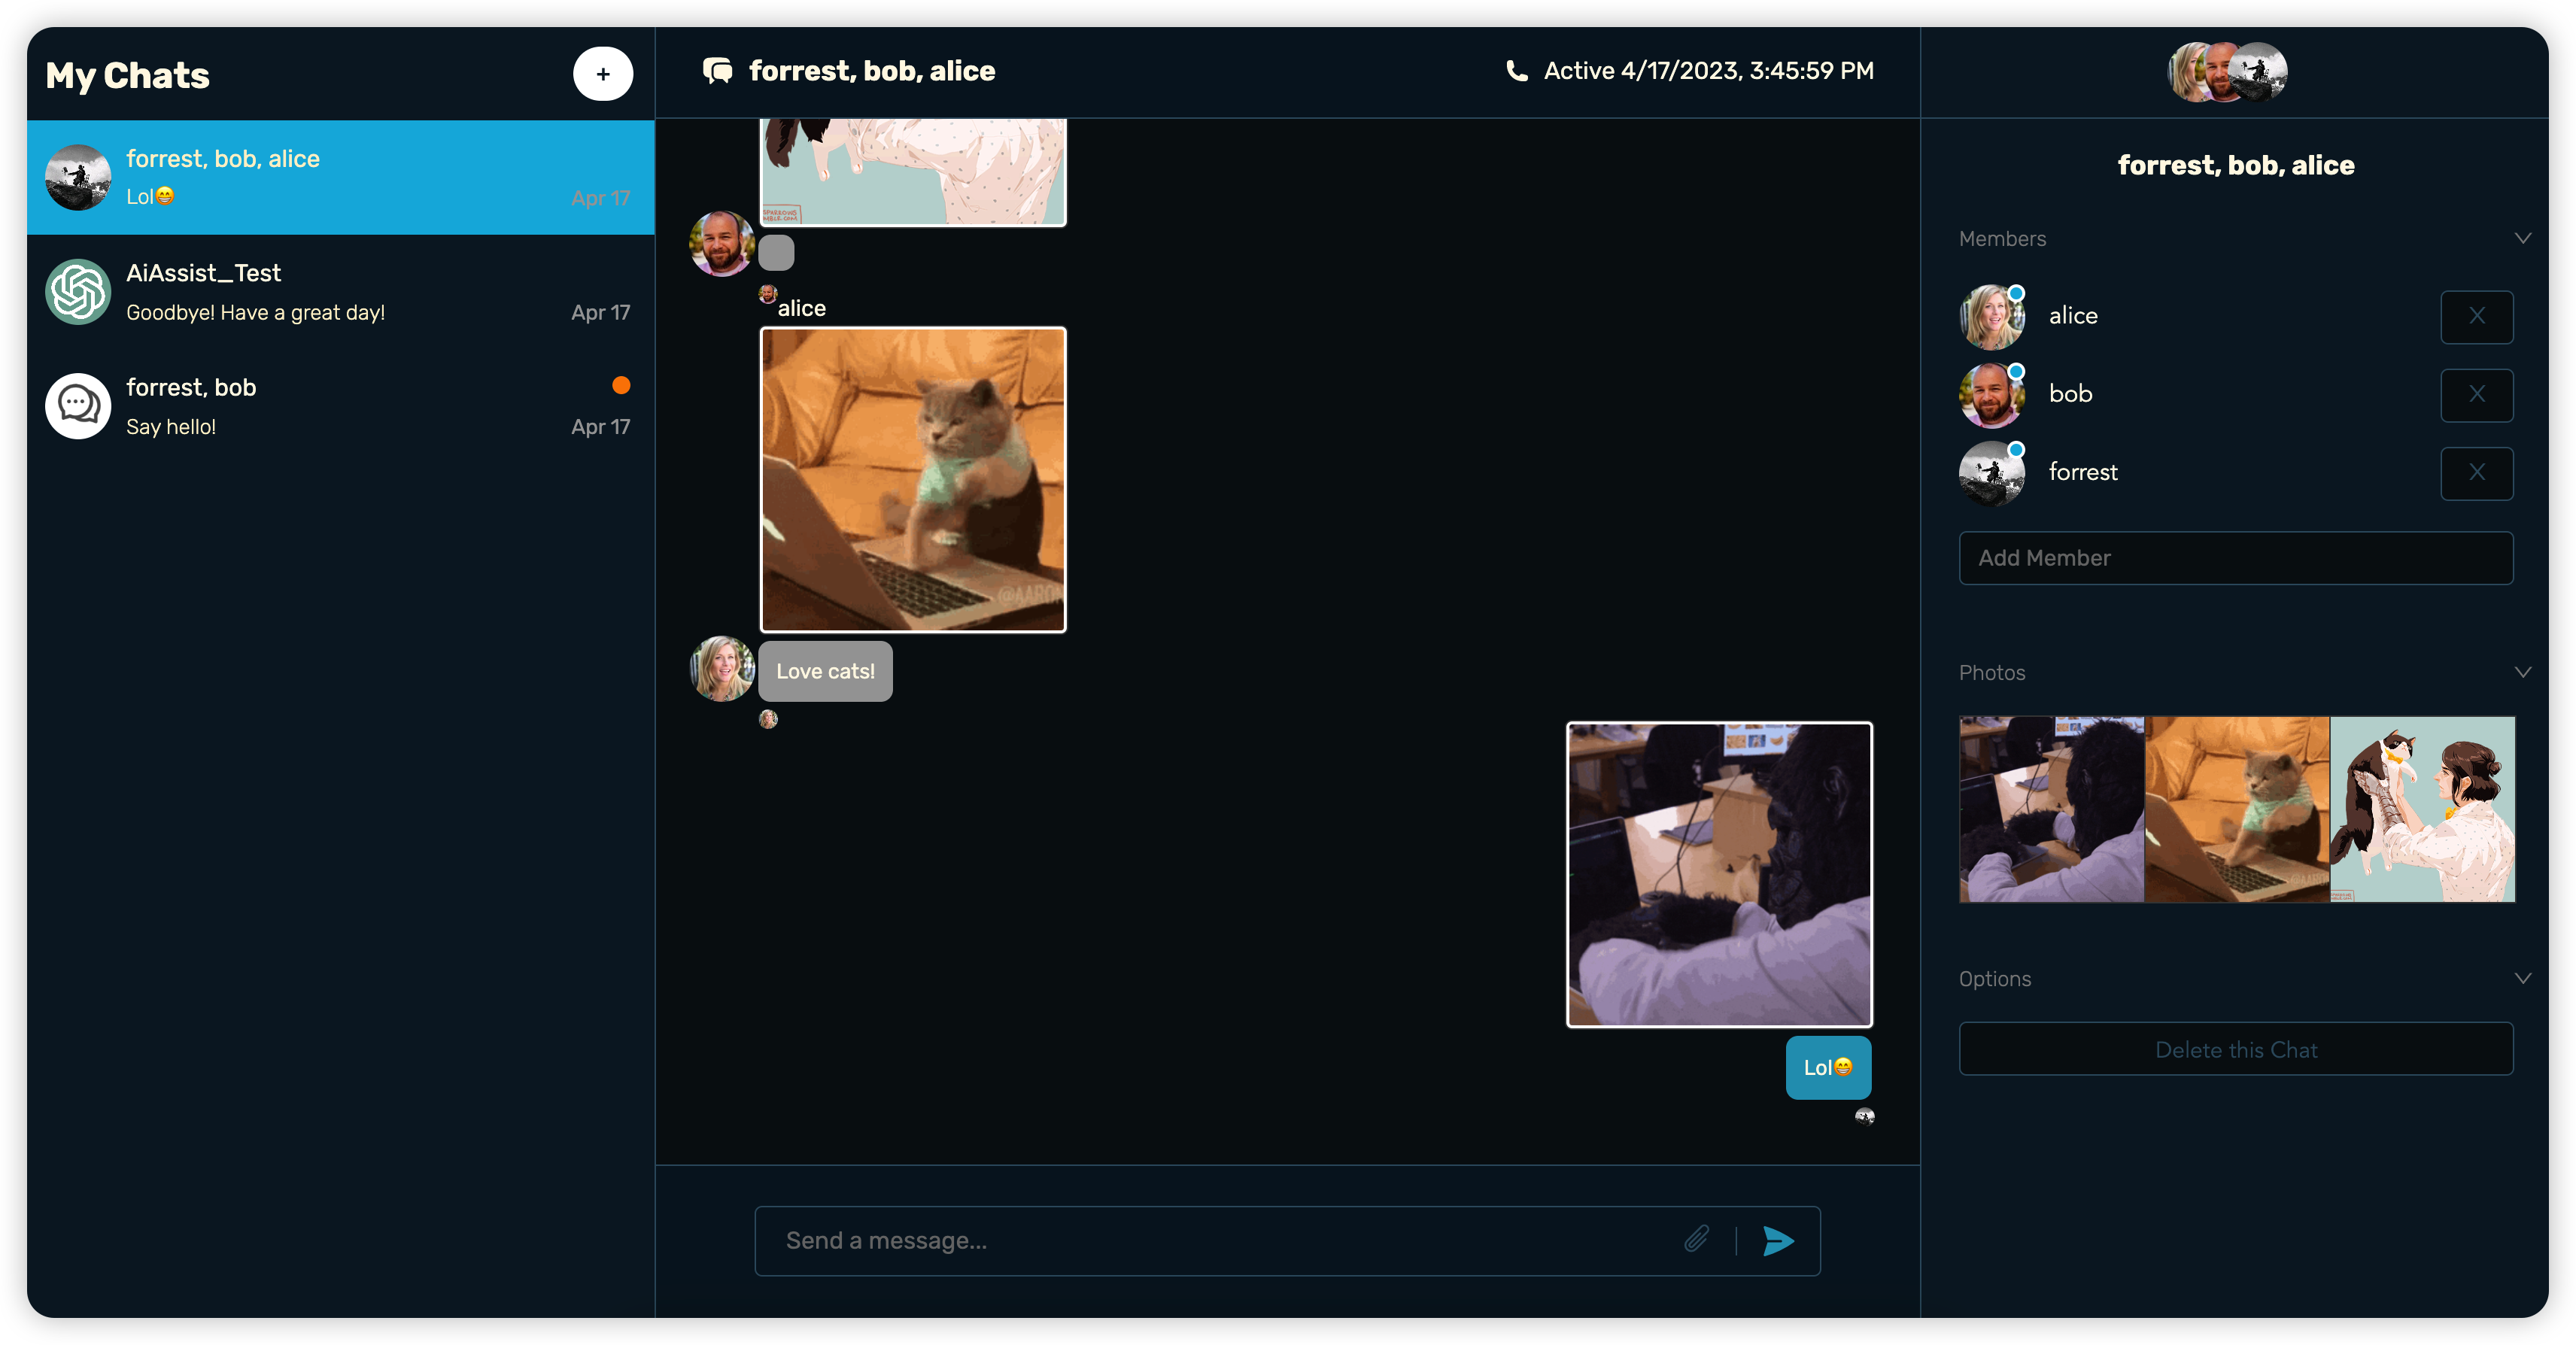 My Chats
+
forrest, bob, alice
Lol😁
Apr 17
AiAssist_Test
Goodbye! Have a great day!
Apr 17
forrest, bob
Say hello!
Apr 17
forrest, bob, alice
Active 4/17/2023, 3:45:59 PM
alice
@AARON
Love cats!
Lol😁
Send a message...
forrest, bob, alice
Members
alice
X
bob
X
forrest
X
Add Member
Photos
Options
Delete this Chat